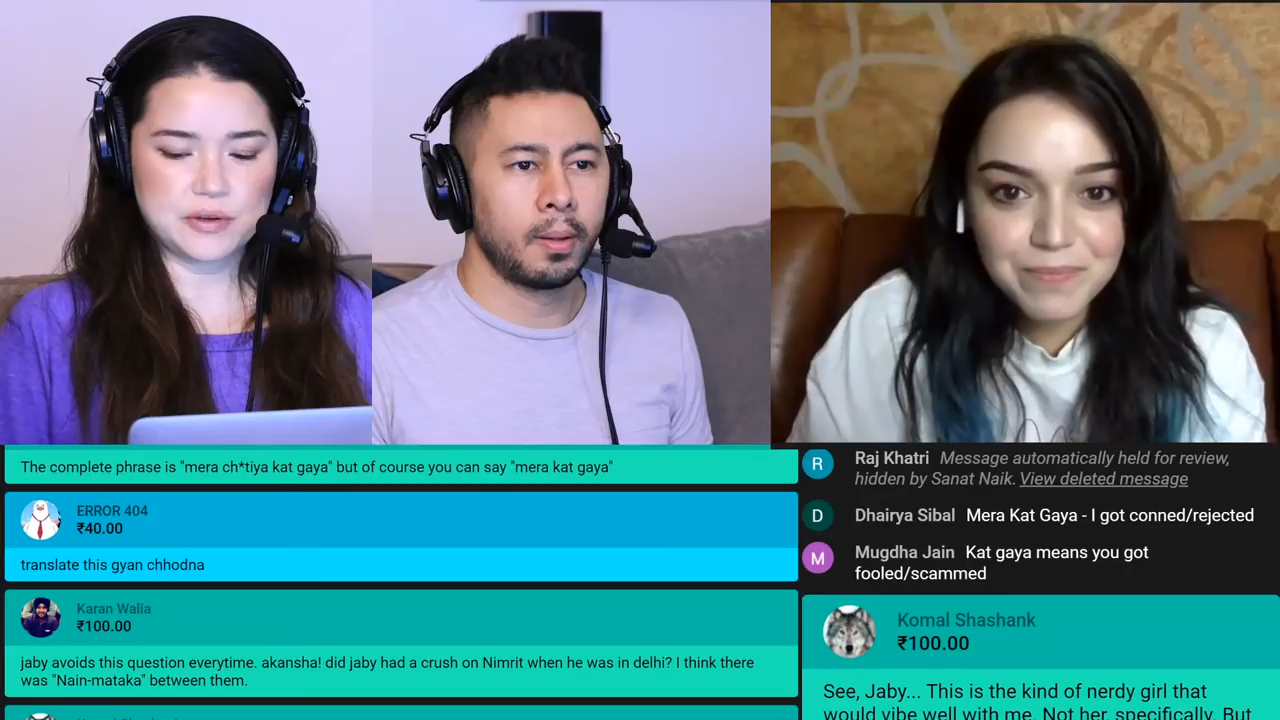 The complete phrase is "mera ch*tiya kat gaya" but of course you can say "mera kat gaya"
ERROR 404
₹40.00
translate this gyan chhodna
Karan Walia
₹100.00
jaby avoids this question everytime. akansha! did jaby had a crush on Nimrit when he was in delhi? I think there
was "Nain-mataka" between them.
R Raj Khatri Message automatically held for review,
hidden by Sanat Naik. View deleted message
D Dhairya Sibal Mera Kat Gaya - I got conned/rejected
M Mugdha Jain Kat gaya means you got
fooled/scammed
Komal Shashank
₹100.00
See, Jaby... This is the kind of nerdy girl that
would vibe well with me. Not her, specifically. But